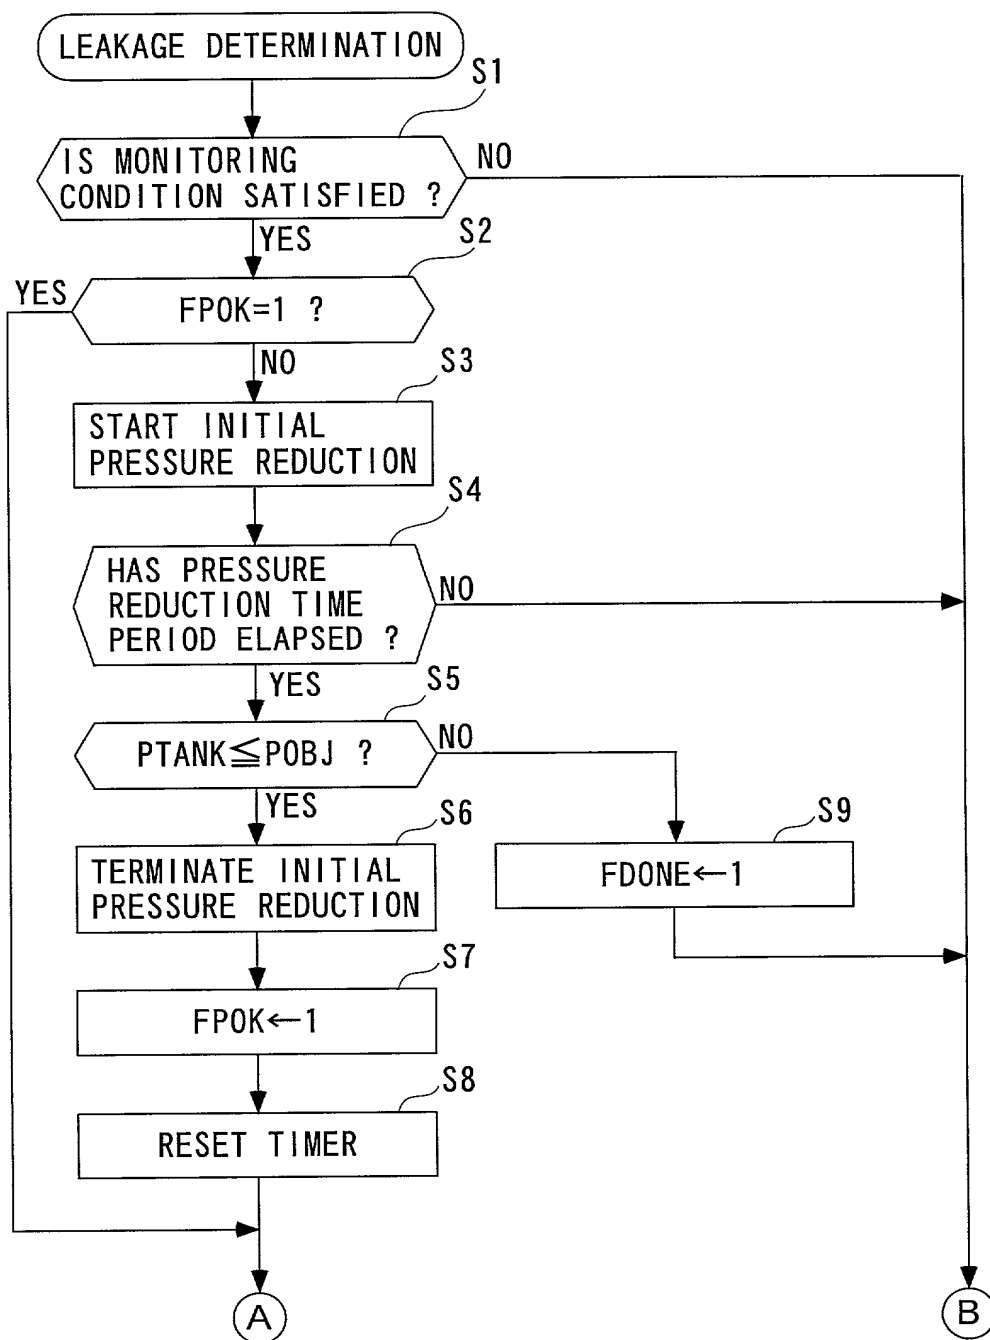 LEAKAGE DETERMINATION
S1
IS MONITORING
CONDITION SATISFIED ?
NO
YES
S2
YES
FPOK=1 ?
NO
S3
START INITIAL
PRESSURE REDUCTION
S4
HAS PRESSURE
REDUCTION TIME
PERIOD ELAPSED ?
NO
YES
S5
PTANK≦POBJ ?
NO
YES
S6
TERMINATE INITIAL
PRESSURE REDUCTION
S9
FDONE←1
S7
FPOK←1
S8
RESET TIMER
A
B